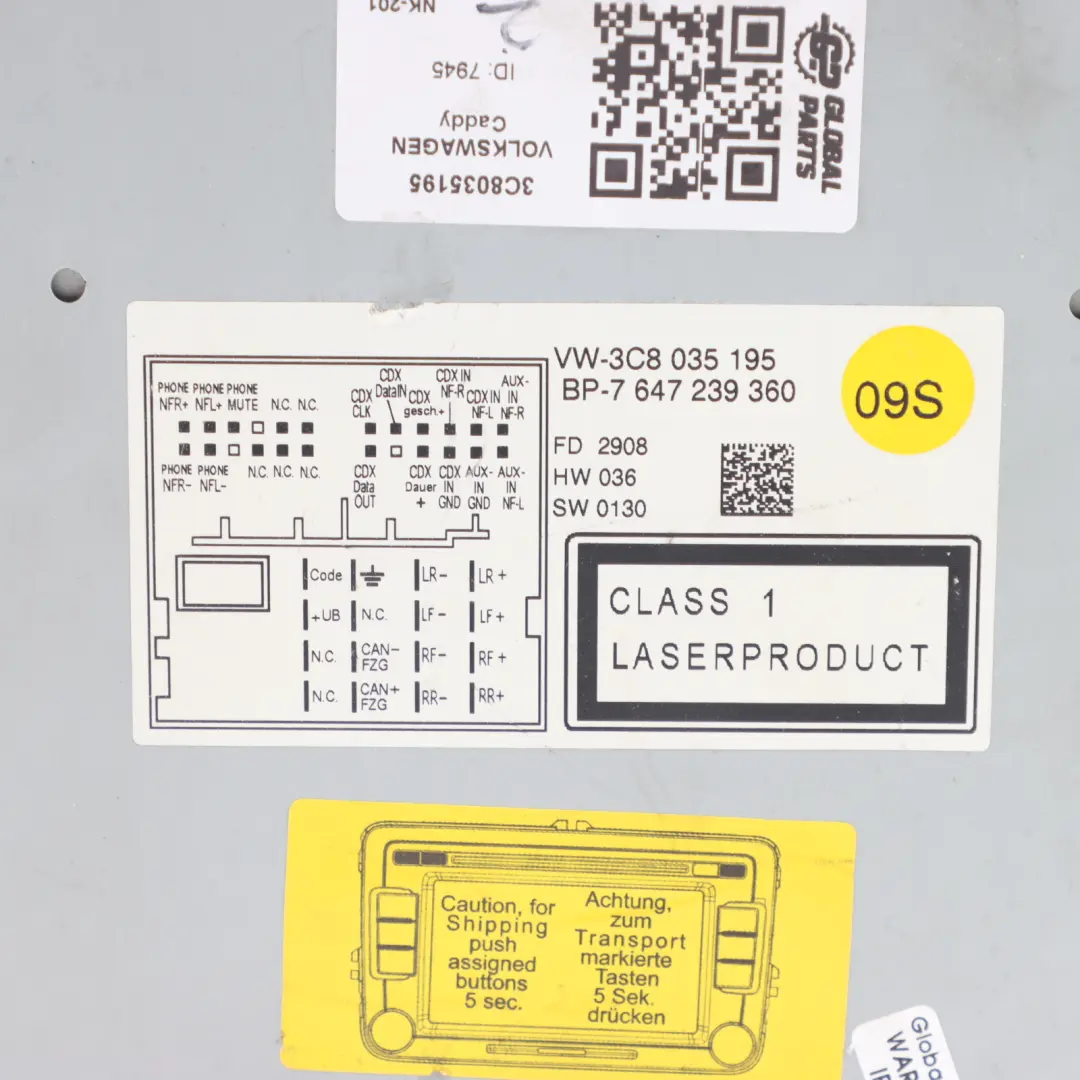 NK-201
ID: 7945
Caddy
VOLKSWAGEN
3C8035195
GLOBAL
PARTS
PHONE PHONE PHONE
NFR+ NFL+ MUTE N.C. N.C.
PHONE PHONE
NFR- NFL- N.C. N.C. N.C.
CDX CDX IN AUX-
CDX DataIN CDX NF-R CDX IN IN
CLK gesch.+ NF-L NF-R
CDX CDX CDX AUX- AUX-
Data Dauer IN IN IN
OUT + GND GND NF-L
Code LR- LR+
+UB N.C. LF- LF+
N.C. CAN- FZG RF- RF+
N.C. CAN+ FZG RR- RR+
VW-3C8 035 195
BP-7 647 239 360
09S
FD 2908
HW 036
SW 0130
CLASS 1
LASERPRODUCT
Caution, for
Shipping
push
assigned
buttons
5 sec.
Achtung,
zum
Transport
markierte
Tasten
5 Sek.
drücken